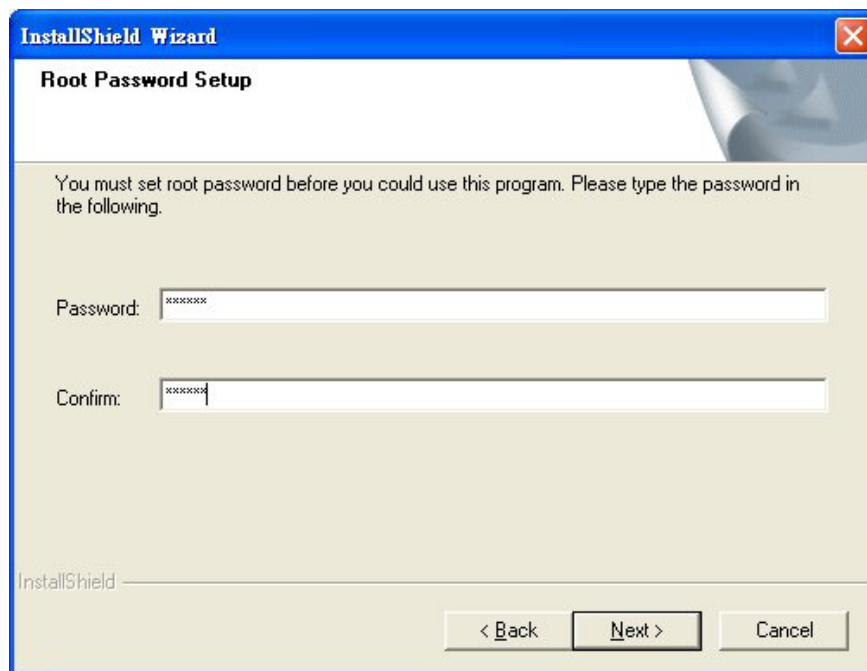 InstallShield Wizard
Root Password Setup
You must set root password before you could use this program. Please type the password in
the following.
Password: ******
Confirm: ******
InstallShield
< Back Next > Cancel